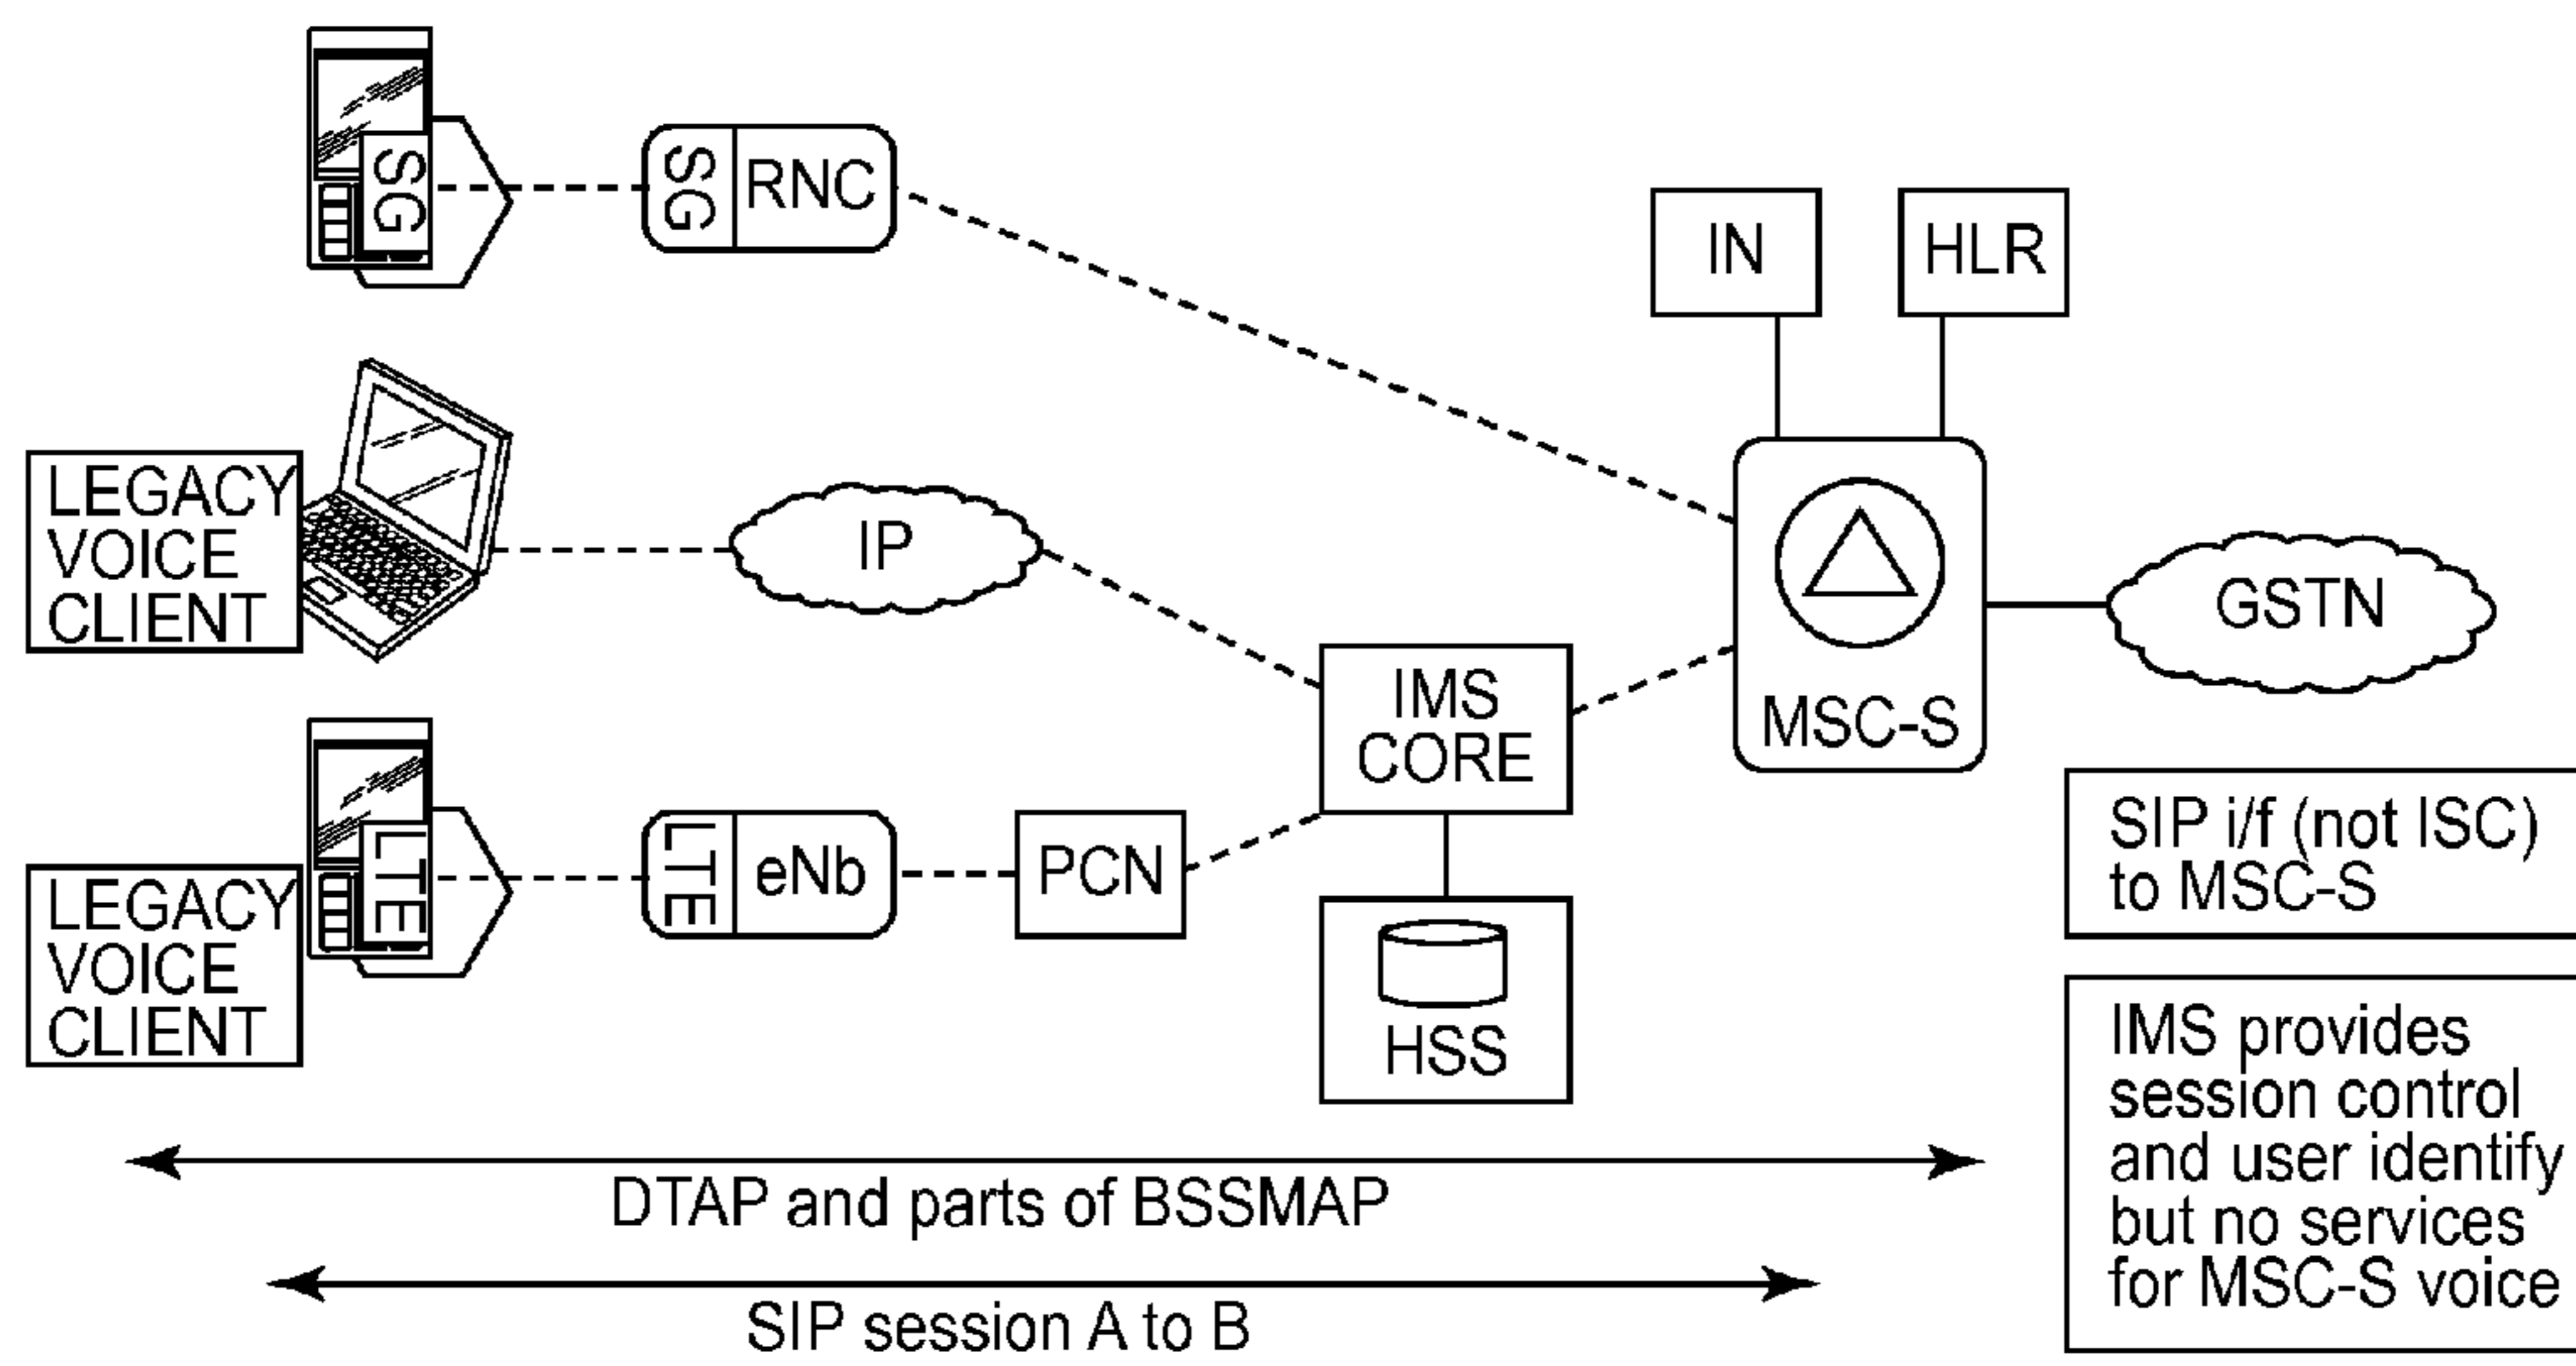 SG
SG RNC
IN
HLR
LEGACY
VOICE
CLIENT
IP
GSTN
IMS
CORE
MSC-S
LEGACY
VOICE
CLIENT
LTE
LTE eNb
PCN
HSS
SIP i/f (not ISC)
to MSC-S
IMS provides
session control
and user identify
but no services
for MSC-S voice
DTAP and parts of BSSMAP
SIP session A to B